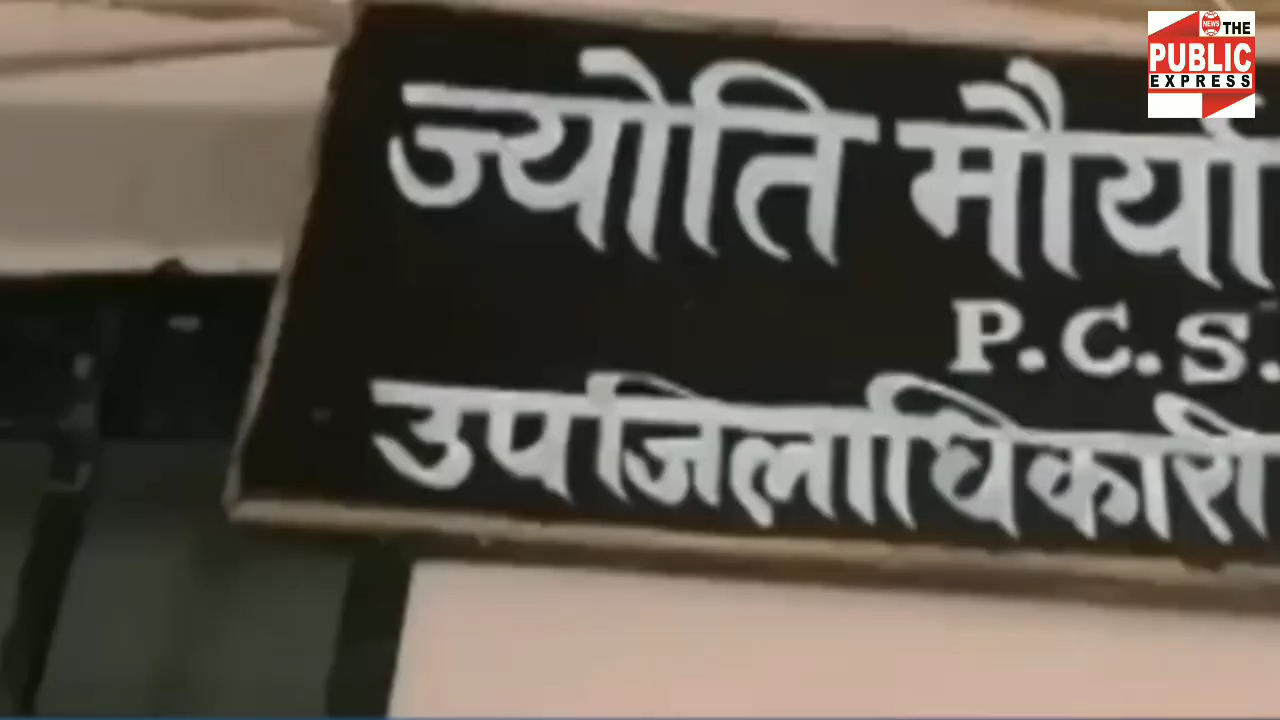 NEWS
THE
PUBLIC
EXPRESS
ज्योति मौर्या
P.C.S.
उपजिलाधिकारी